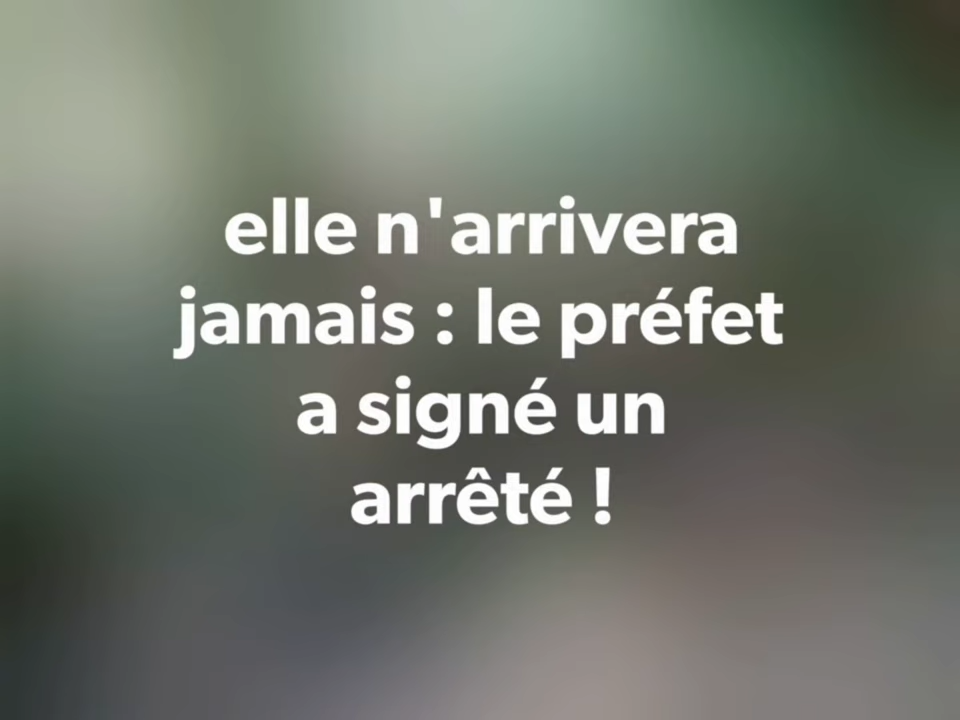 elle n'arrivera
jamais : le préfet
a signé un
arrêté !